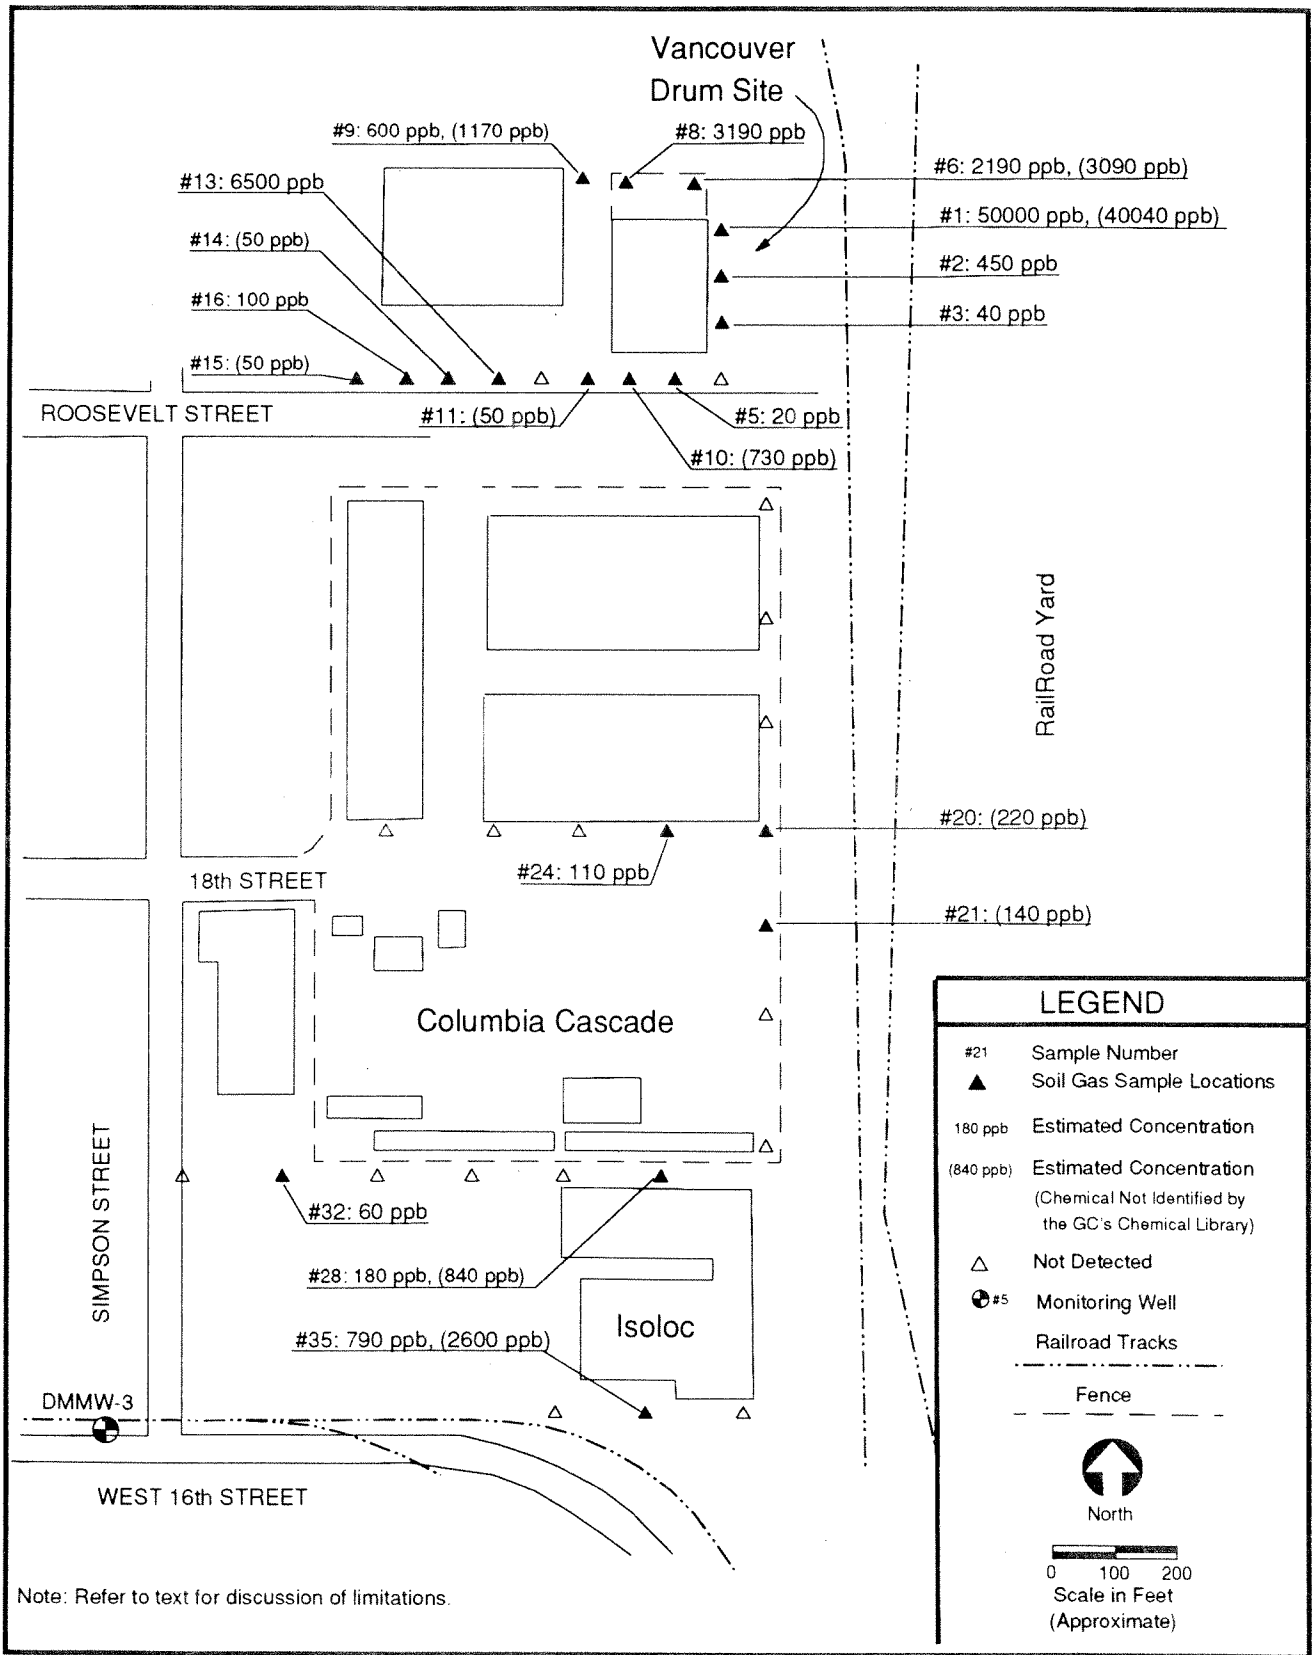 Vancouver
Drum Site
#9: 600 ppb, (1170 ppb)
#8: 3190 ppb
#6: 2190 ppb, (3090 ppb)
#13: 6500 ppb
#1: 50000 ppb, (40040 ppb)
#14: (50 ppb)
#2: 450 ppb
#16: 100 ppb
#3: 40 ppb
#15: (50 ppb)
ROOSEVELT STREET
#11: (50 ppb)
#5: 20 ppb
#10: (730 ppb)
RailRoad Yard
#20: (220 ppb)
#24: 110 ppb
18th STREET
#21: (140 ppb)
Columbia Cascade
SIMPSON STREET
#32: 60 ppb
#28: 180 ppb, (840 ppb)
Isoloc
#35: 790 ppb, (2600 ppb)
DMMW-3
WEST 16th STREET
Note: Refer to text for discussion of limitations.
LEGEND
#21 Sample Number
Soil Gas Sample Locations
180 ppb Estimated Concentration
(840 ppb) Estimated Concentration
(Chemical Not Identified by
the GC's Chemical Library)
Not Detected
#5 Monitoring Well
Railroad Tracks
Fence
North
0 100 200
Scale in Feet
(Approximate)